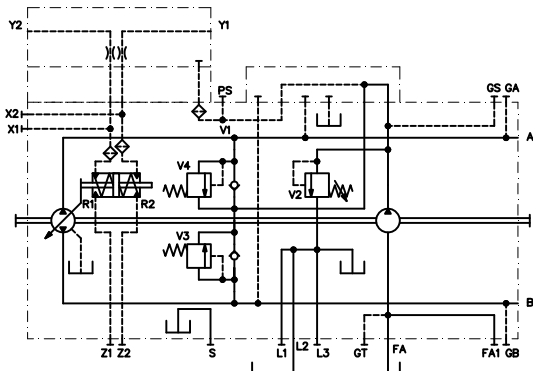 Y2 Y1
PS GS GA
X2
X1 V1
A
V4
R1 R2 V2
V3
B
Z1 Z2 S L1 L2 L3 GT FA FA1 GB